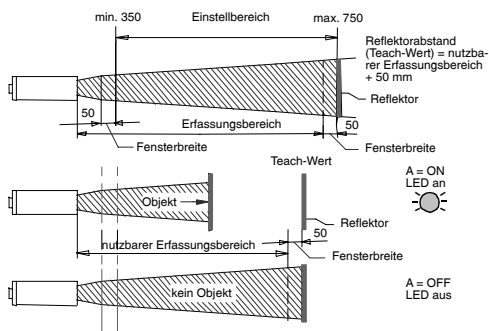 min. 350
Einstellbereich
max. 750
Reflektorabstand
(Teach-Wert) = nutzba-
rer Erfassungsbereich
+ 50 mm
Reflektor
50
Erfassungsbereich
50
Fensterbreite
Fensterbreite
Teach-Wert
A = ON
LED an
Objekt
Reflektor
50
nutzbarer Erfassungsbereich
Fensterbreite
kein Objekt
A = OFF
LED aus